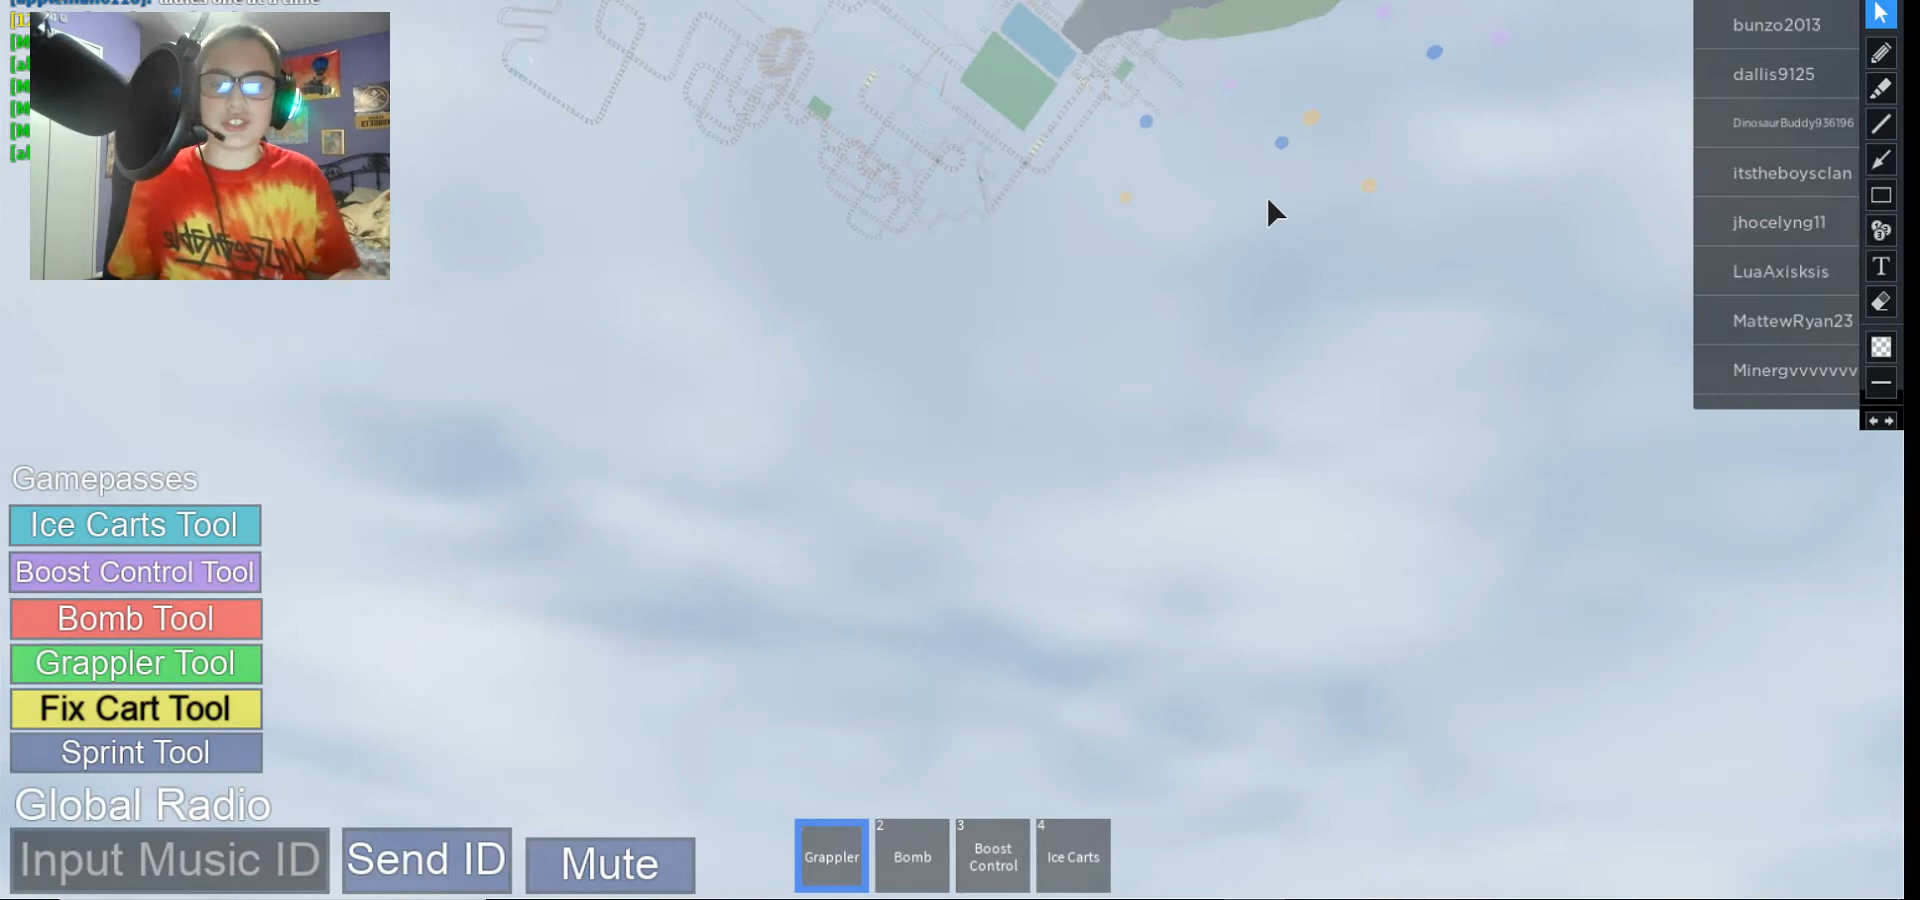 bunzo2013
dallis9125
DinosaurBuddy936196
itstheboysclan
jhocelyng11
LuaAxisksis
MattewRyan23
Minergvvvvvvv
Gamepasses
Ice Carts Tool
Boost Control Tool
Bomb Tool
Grappler Tool
Fix Cart Tool
Sprint Tool
Global Radio
Input Music ID
Send ID
Mute
Grappler
2
Bomb
3
Boost
Control
4
Ice Carts
T